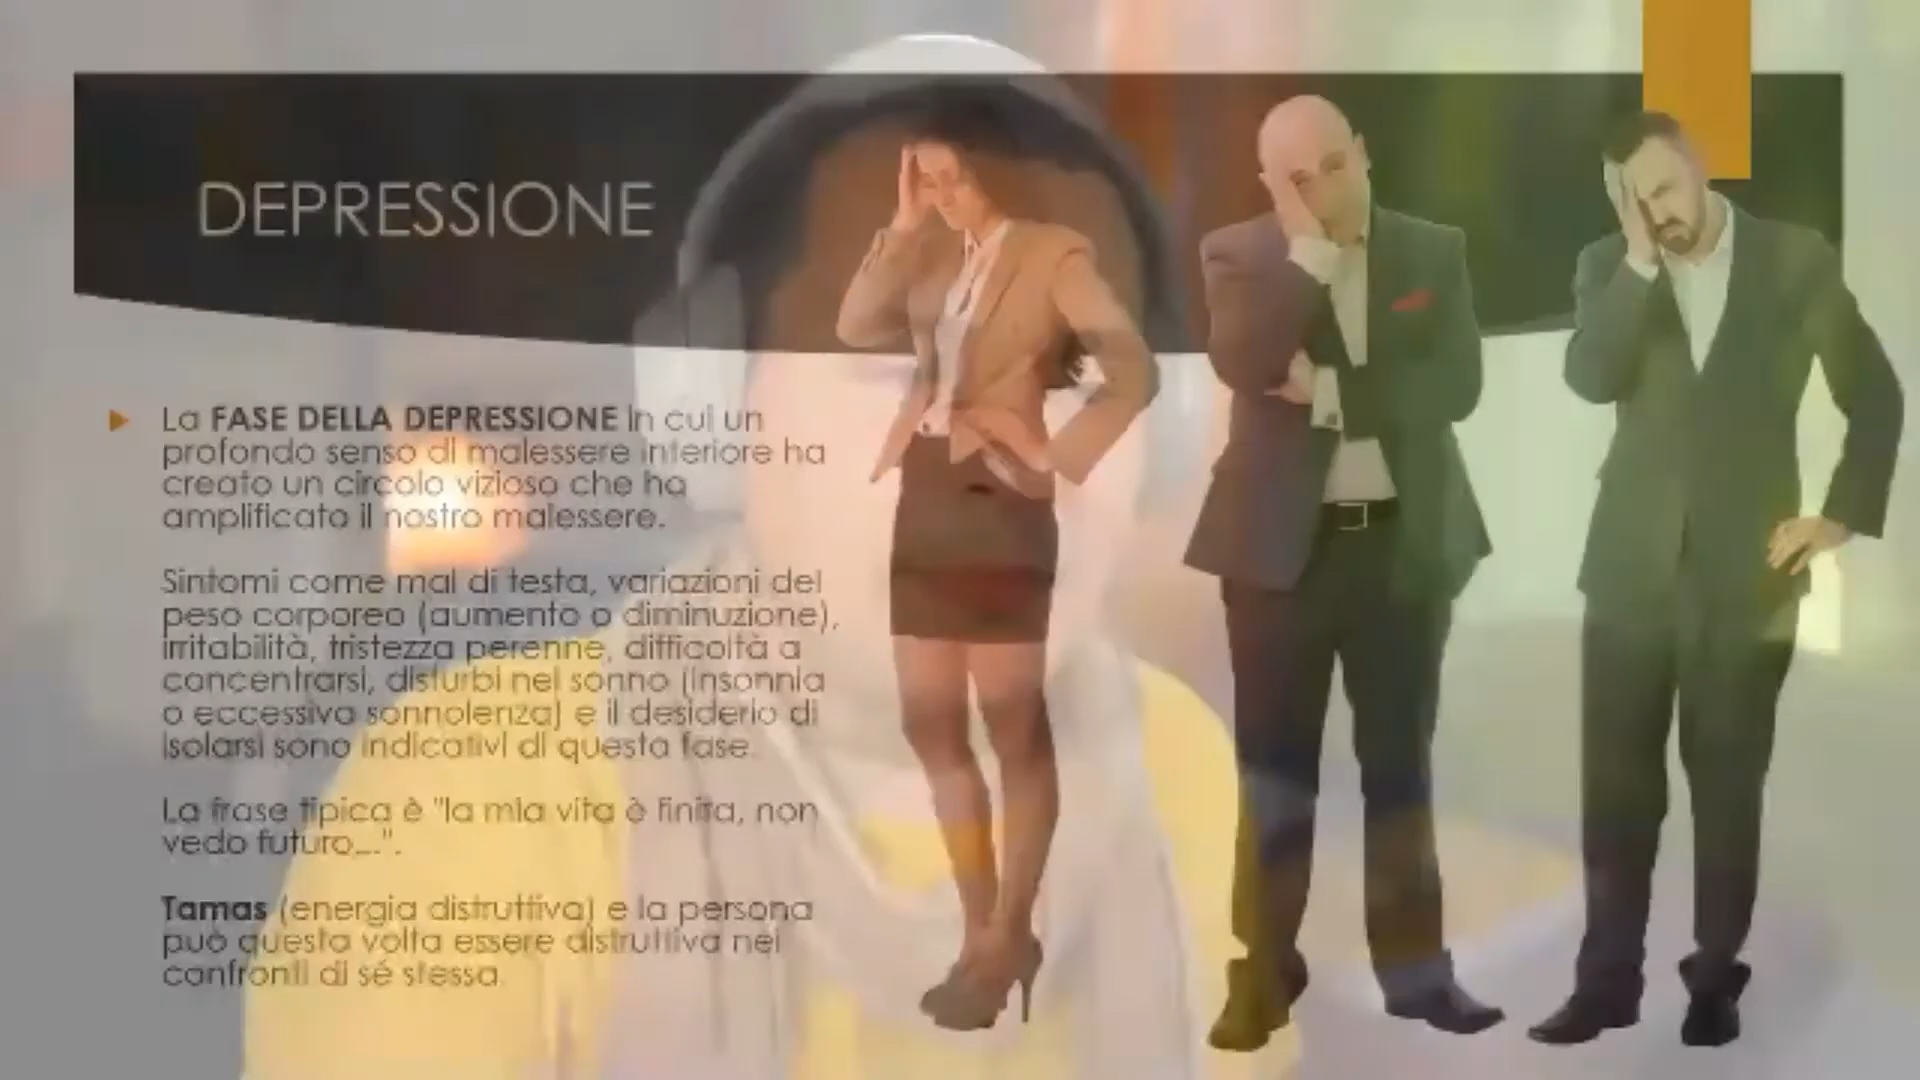 DEPRESSIONE
La FASE DELLA DEPRESSIONE in cui un
profondo senso di malessere interiore ha
creato un circolo vizioso che ha
amplificato il nostro malessere.
Sintomi come mal di testa, variazioni del
peso corporeo (aumento o diminuzione),
irritabilità, tristezza perenne, difficoltà a
concentrarsi, disturbi nel sonno (insonnia
o eccessiva sonnolenza) e il desiderio di
isolarsi sono indicativi di questa fase.
La frase tipica è "la mia vita è finita, non
vedo futuro...".
Tamas (energia distruttiva) e la persona
può questa volta essere distruttiva nei
confronti di sé stessa.